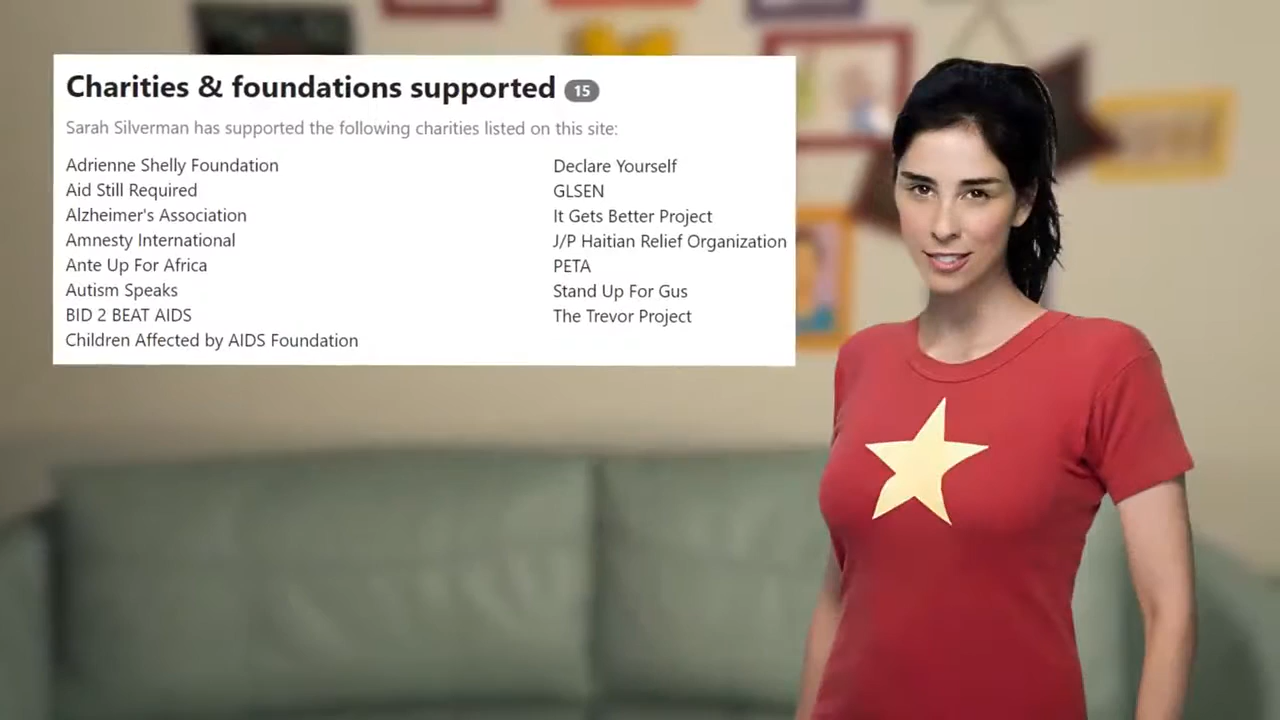 Charities & foundations supported 15
Sarah Silverman has supported the following charities listed on this site:
Adrienne Shelly Foundation
Aid Still Required
Alzheimer's Association
Amnesty International
Ante Up For Africa
Autism Speaks
BID 2 BEAT AIDS
Children Affected by AIDS Foundation
Declare Yourself
GLSEN
It Gets Better Project
J/P Haitian Relief Organization
PETA
Stand Up For Gus
The Trevor Project